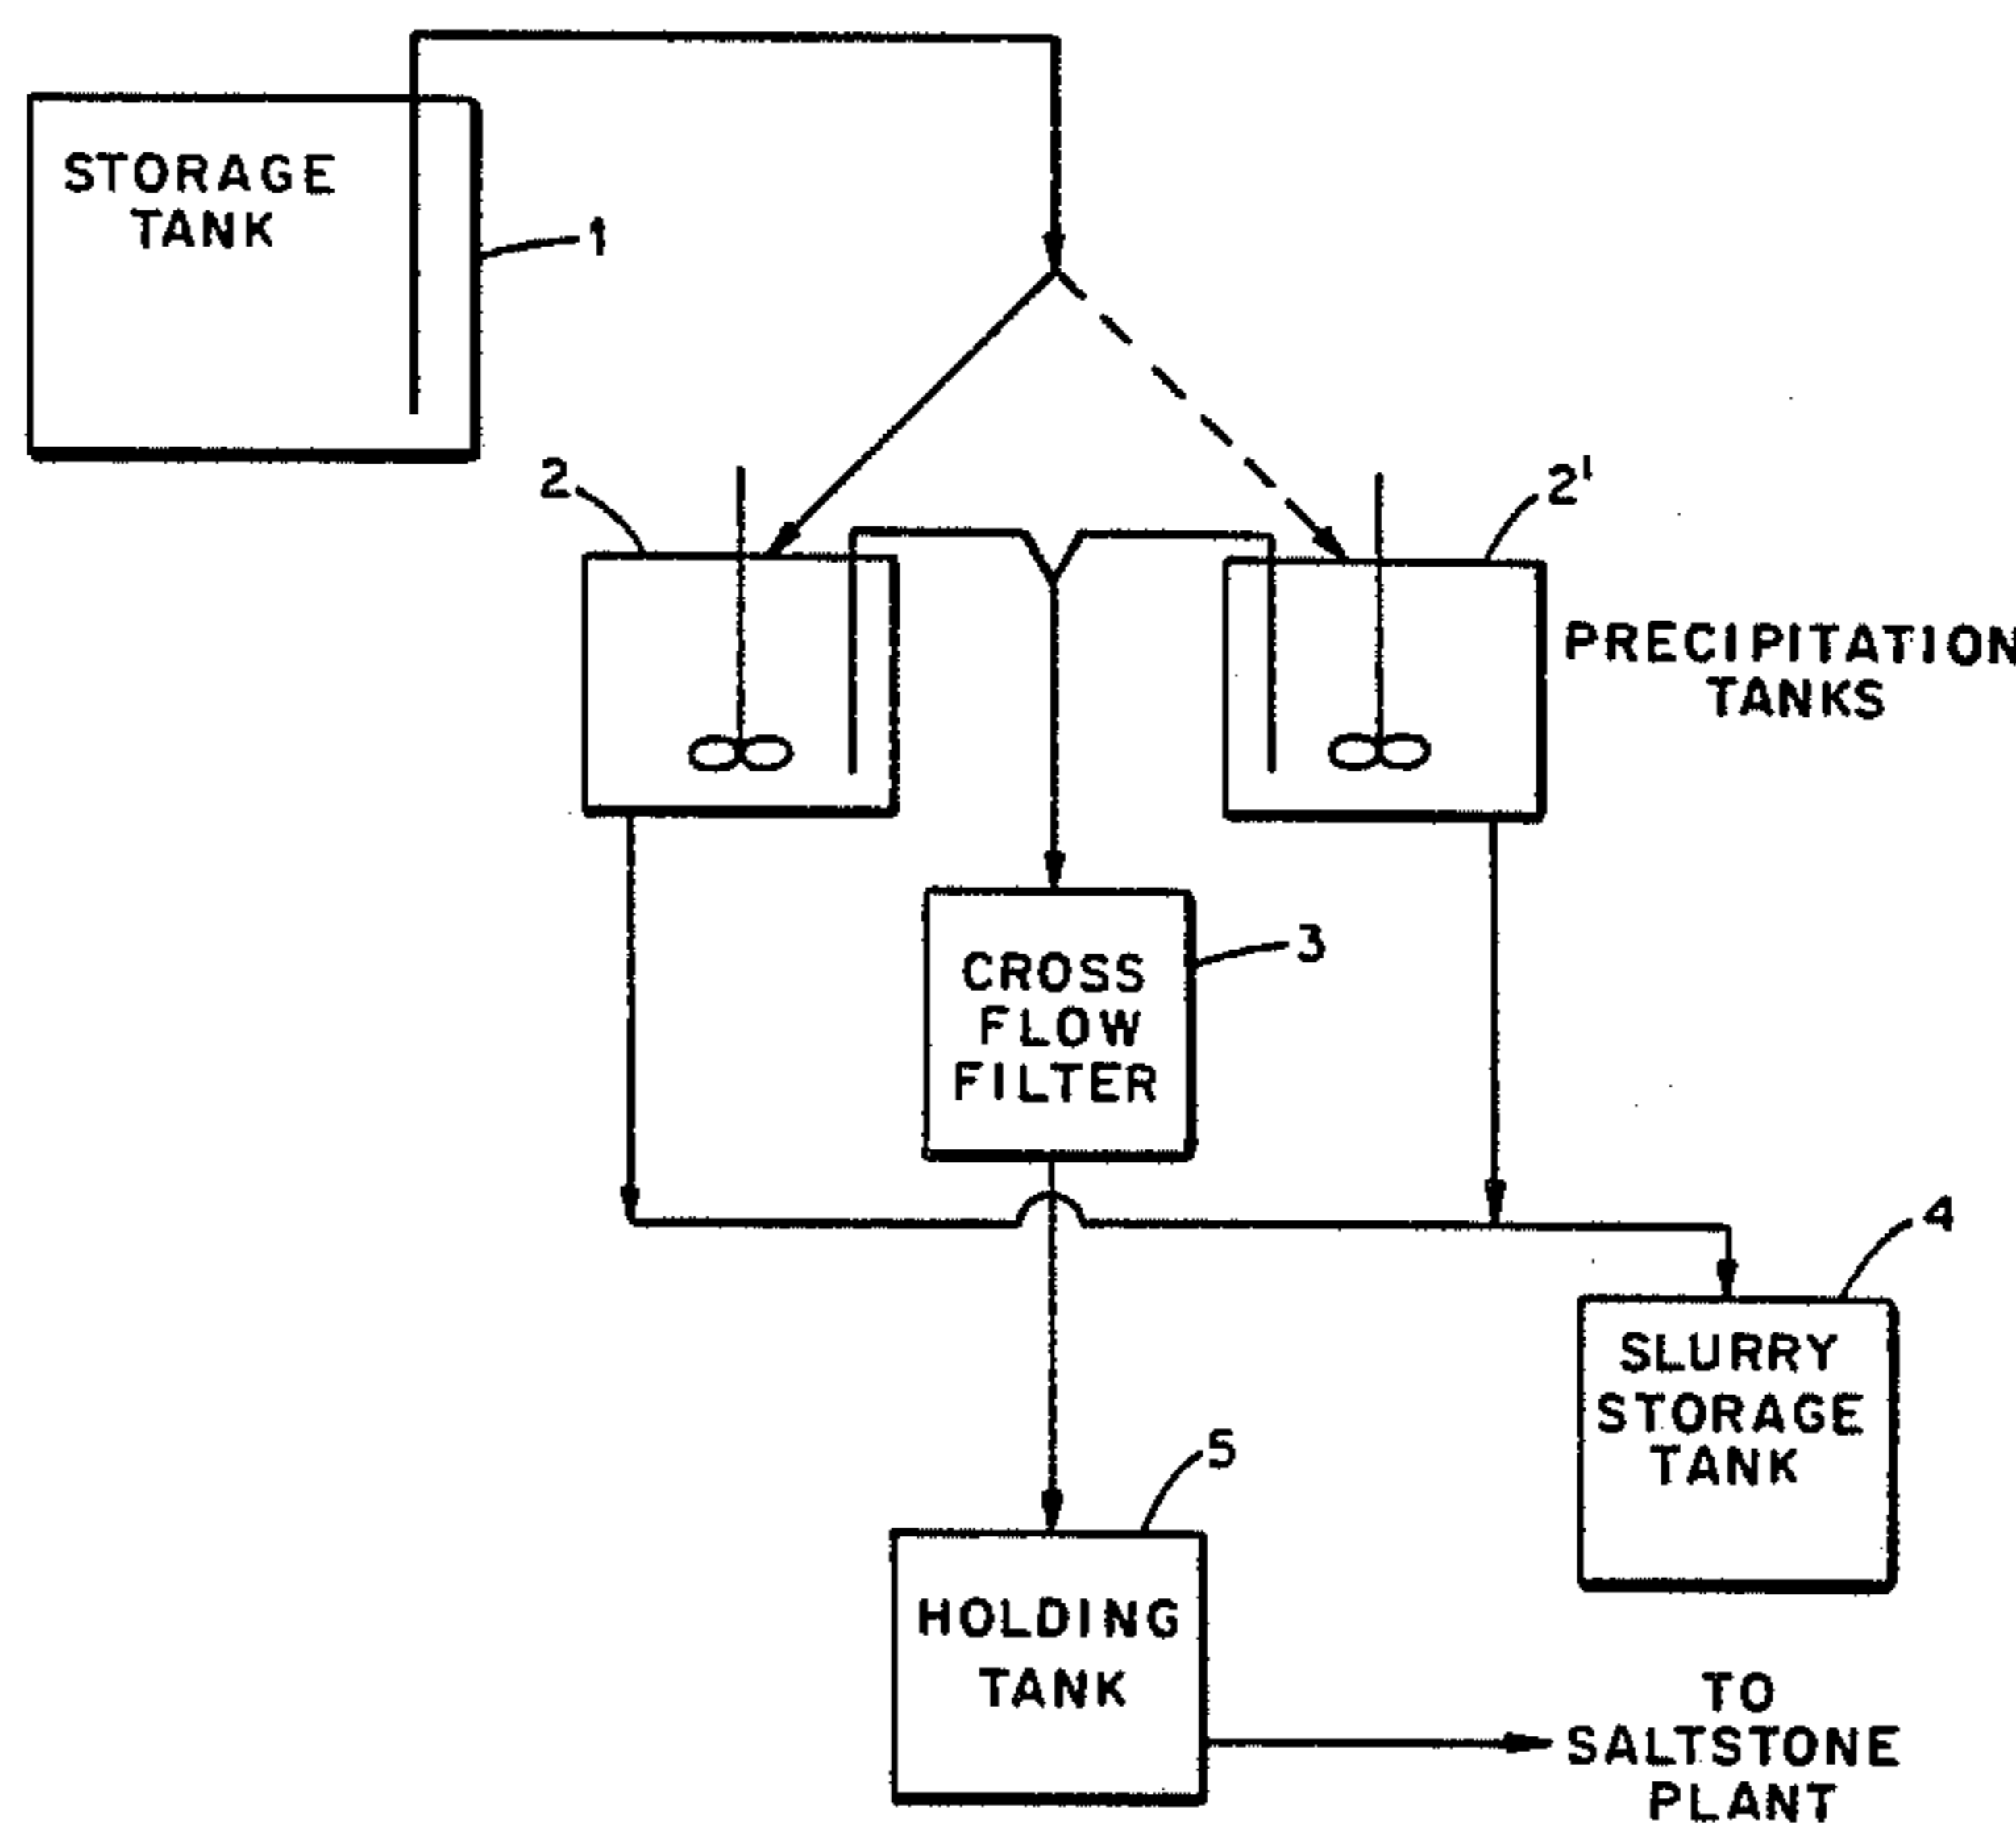 STORAGE
TANK
1
2
2'
PRECIPITATION
TANKS
3
CROSS
FLOW
FILTER
4
SLURRY
STORAGE
TANK
5
HOLDING
TANK
TO
SALTSTONE
PLANT